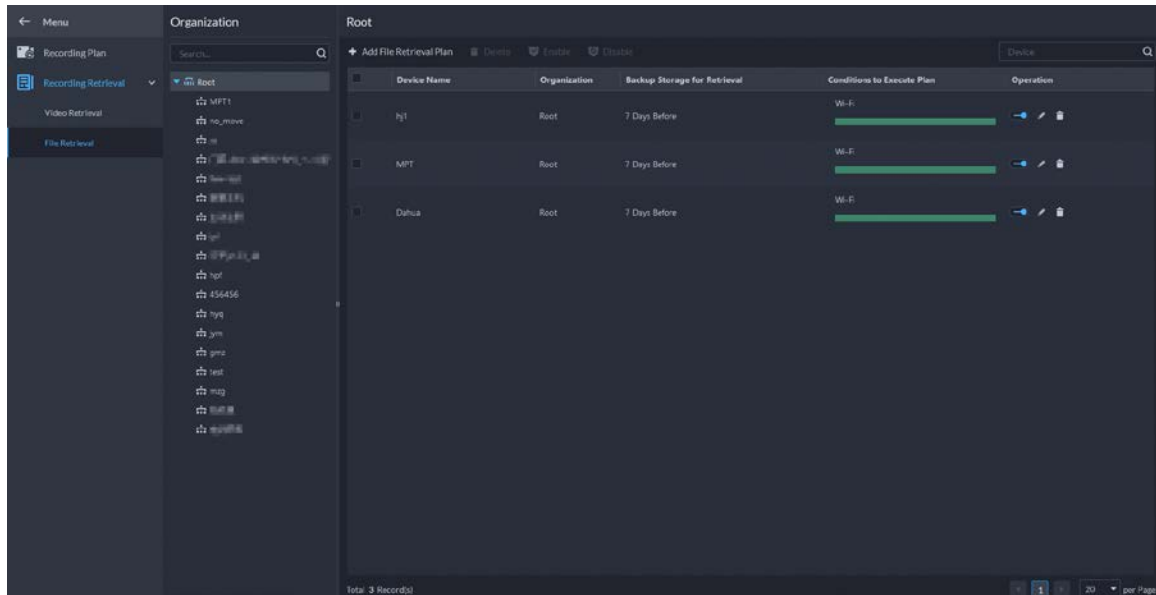 Menu
Recording Plan
Recording Retrieval
Video Retrieval
File Retrieval
Organization
Search...
Root
MPT1
no_move
hpf
456456
hyq
jym
pmz
test
mzg
Root
Add File Retrieval Plan Delete Enable Disable Device
Device Name Organization Backup Storage for Retrieval Conditions to Execute Plan Operation
hj1 Root 7 Days Before Wi-Fi
MPT Root 7 Days Before Wi-Fi
Dahua Root 7 Days Before Wi-Fi
Total 3 Record(s) 1 20 per Page